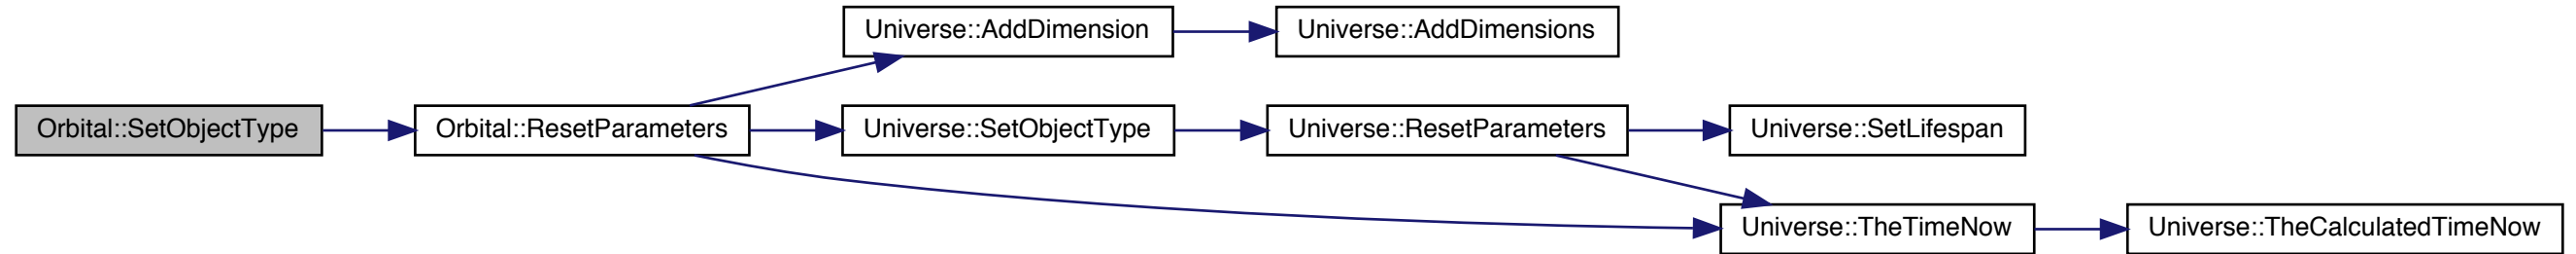 Universe::AddDimension
Universe::AddDimensions
Orbital::SetObjectType
Orbital::ResetParameters
Universe::SetObjectType
Universe::ResetParameters
Universe::SetLifespan
Universe::TheTimeNow
Universe::TheCalculatedTimeNow